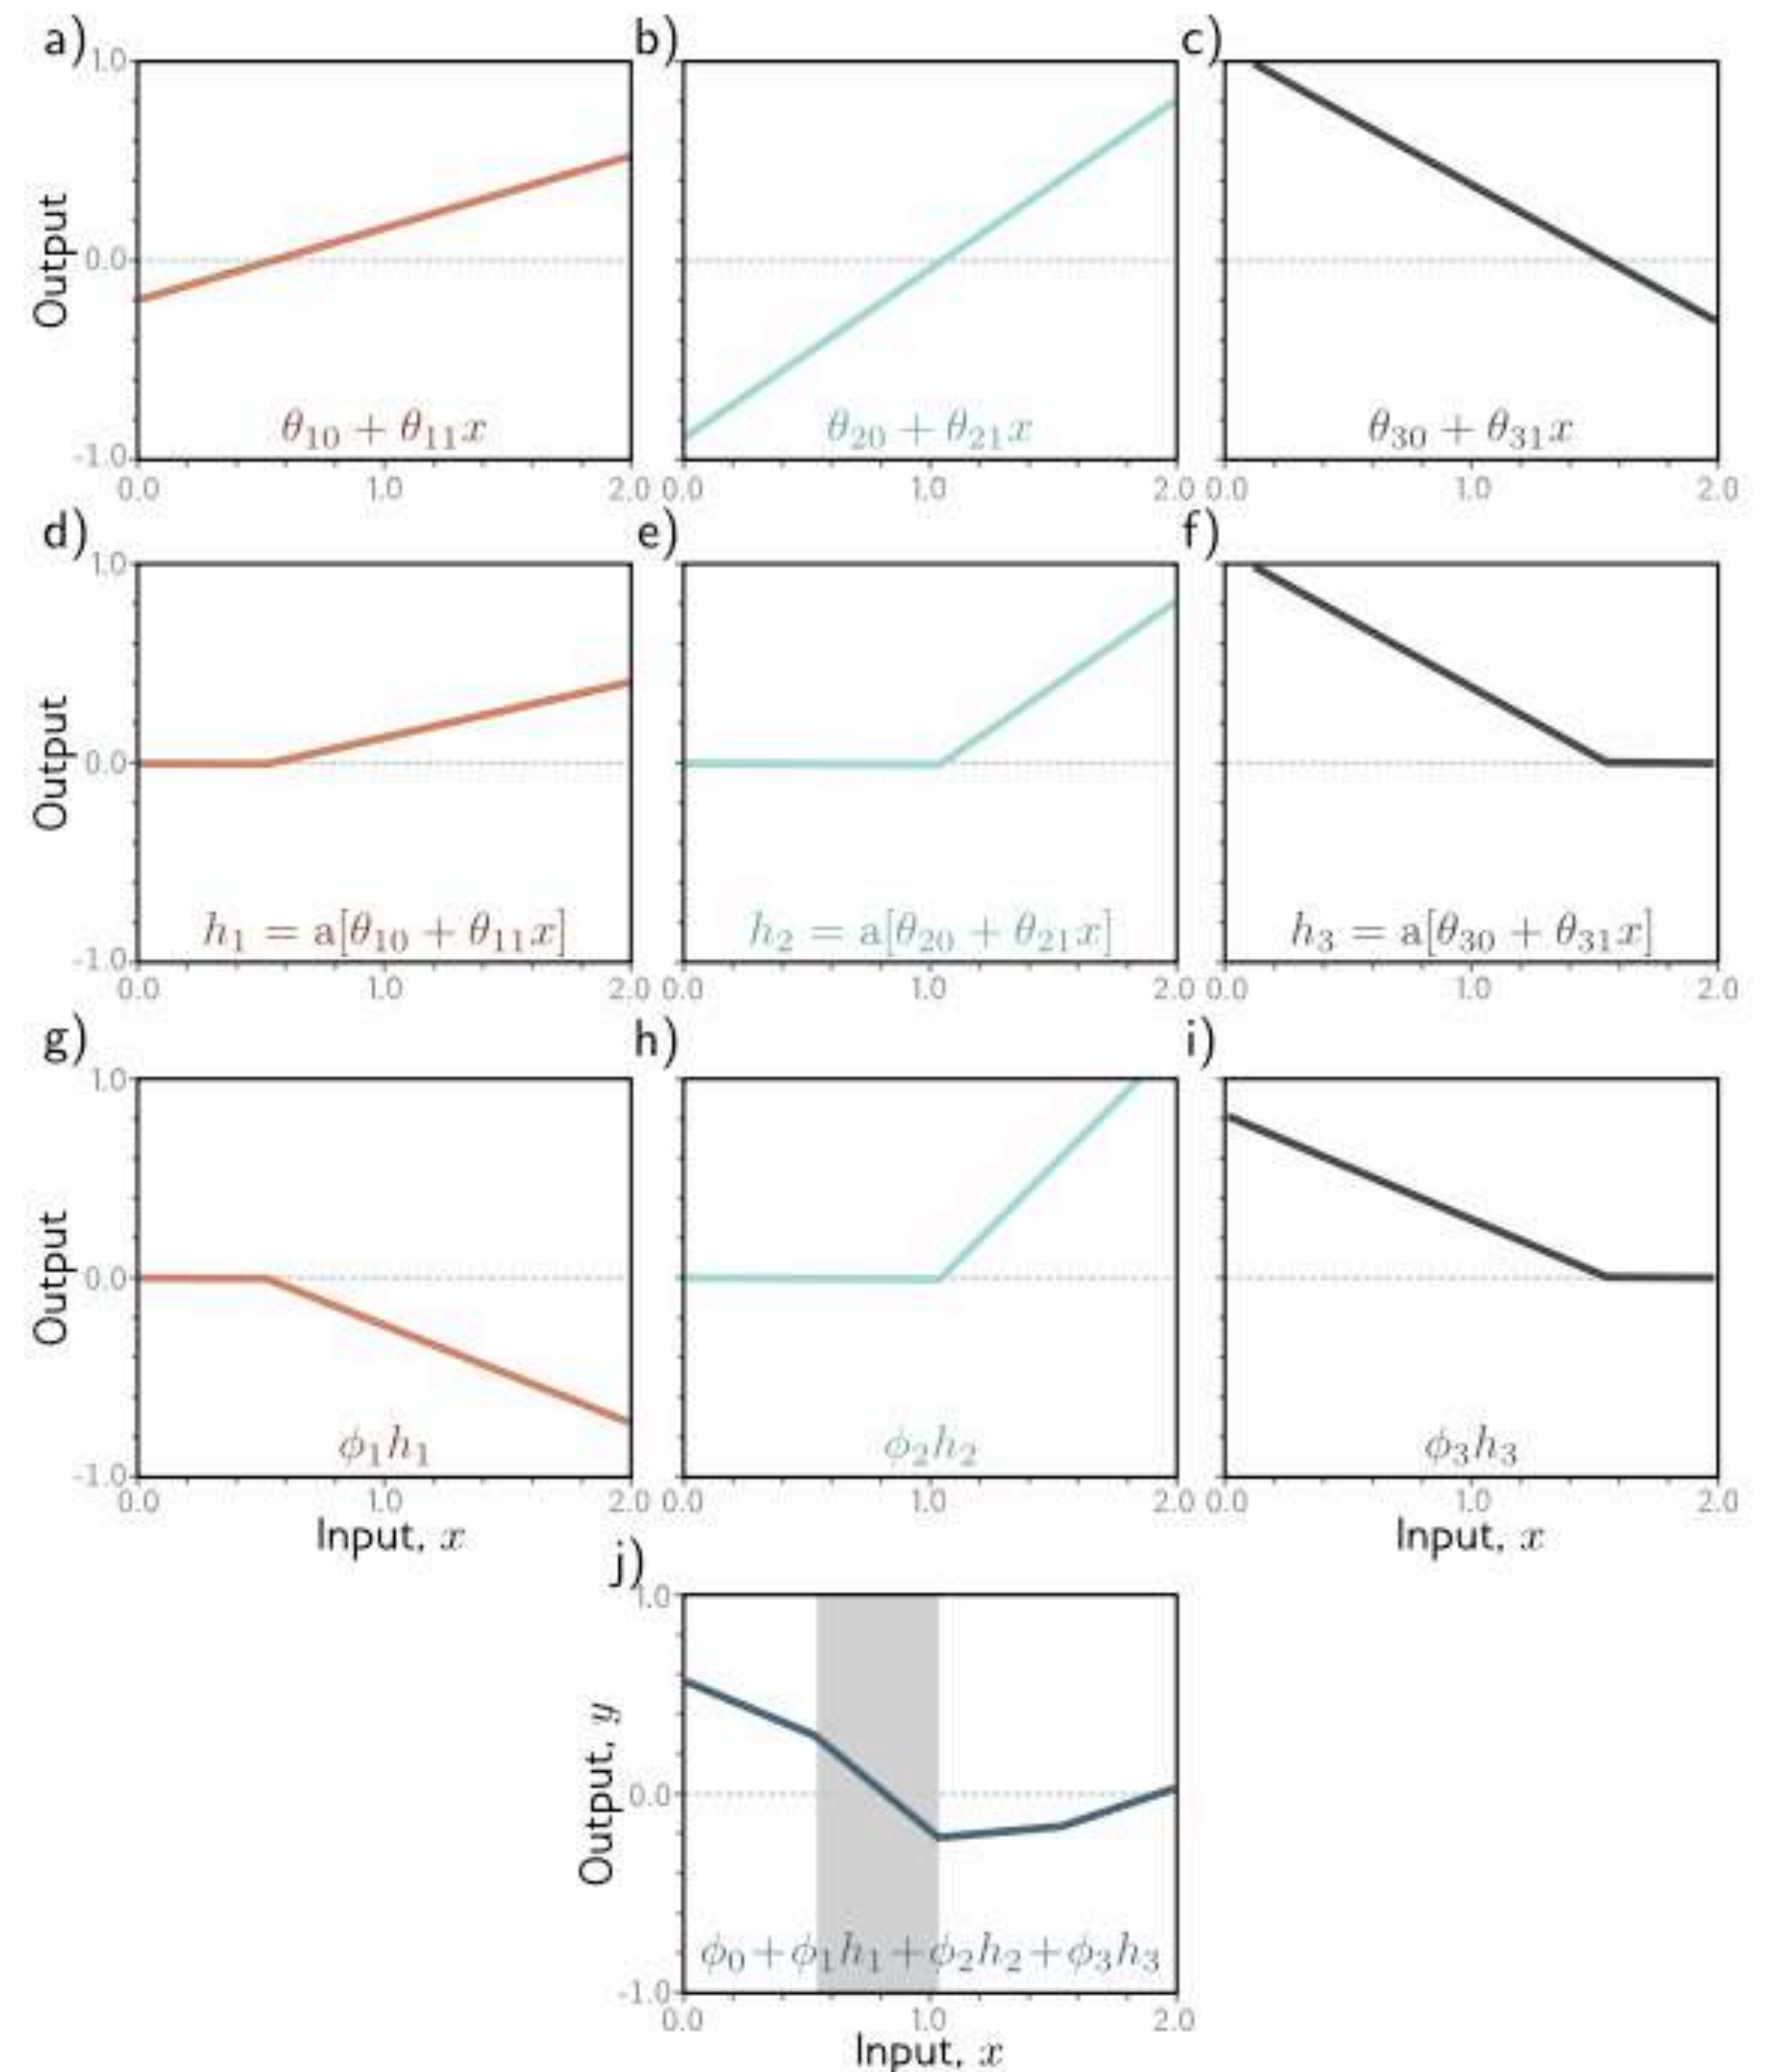 a) b) c)
1.0
Output
0.0
-1.0
θ₁₀ + θ₁₁x θ₂₀ + θ₂₁x θ₃₀ + θ₃₁x
0.0 1.0 2.0 0.0 1.0 2.0 0.0 1.0 2.0
d) e) f)
1.0
Output
0.0
-1.0
h₁ = a[θ₁₀ + θ₁₁x] h₂ = a[θ₂₀ + θ₂₁x] h₃ = a[θ₃₀ + θ₃₁x]
0.0 1.0 2.0 0.0 1.0 2.0 0.0 1.0 2.0
g) h) i)
1.0
Output
0.0
-1.0
ϕ₁h₁ ϕ₂h₂ ϕ₃h₃
0.0 1.0 2.0 0.0 1.0 2.0 0.0 1.0 2.0
Input, x Input, x
j)
1.0
Output, y
0.0
-1.0
ϕ₀+ϕ₁h₁+ϕ₂h₂+ϕ₃h₃
0.0 1.0 2.0
Input, x